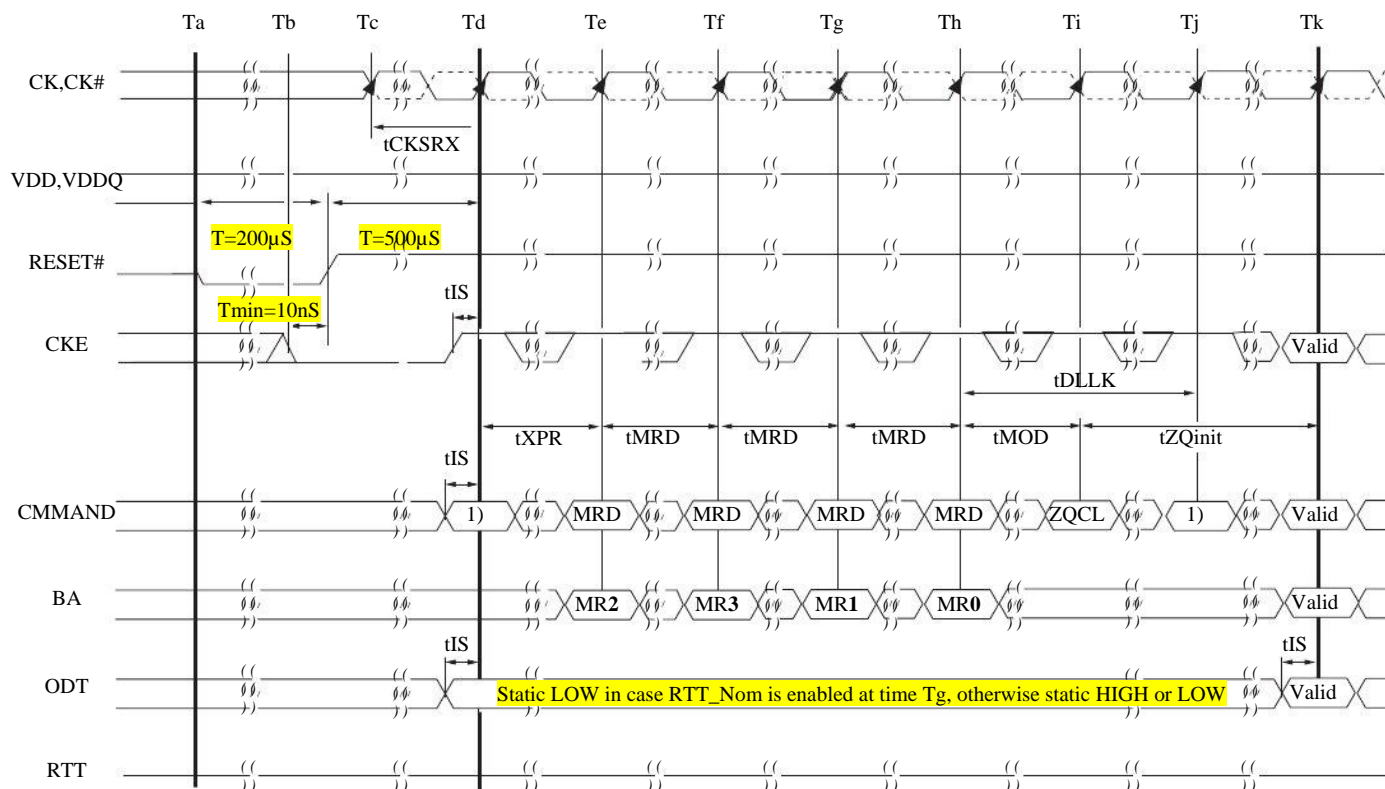 Ta Tb Tc Td Te Tf Tg Th Ti Tj Tk
CK,CK#
tCKSRX
VDD,VDDQ
T=200µS T=500µS
RESET#
Tmin=10nS tIS
CKE Valid
tDLLK
tXPR tMRD tMRD tMRD tMOD tZQinit
tIS
CMMAND 1) MRD MRD MRD MRD ZQCL 1) Valid
BA MR2 MR3 MR1 MR0 Valid
tIS tIS
ODT Static LOW in case RTT_Nom is enabled at time Tg, otherwise static HIGH or LOW Valid
RTT